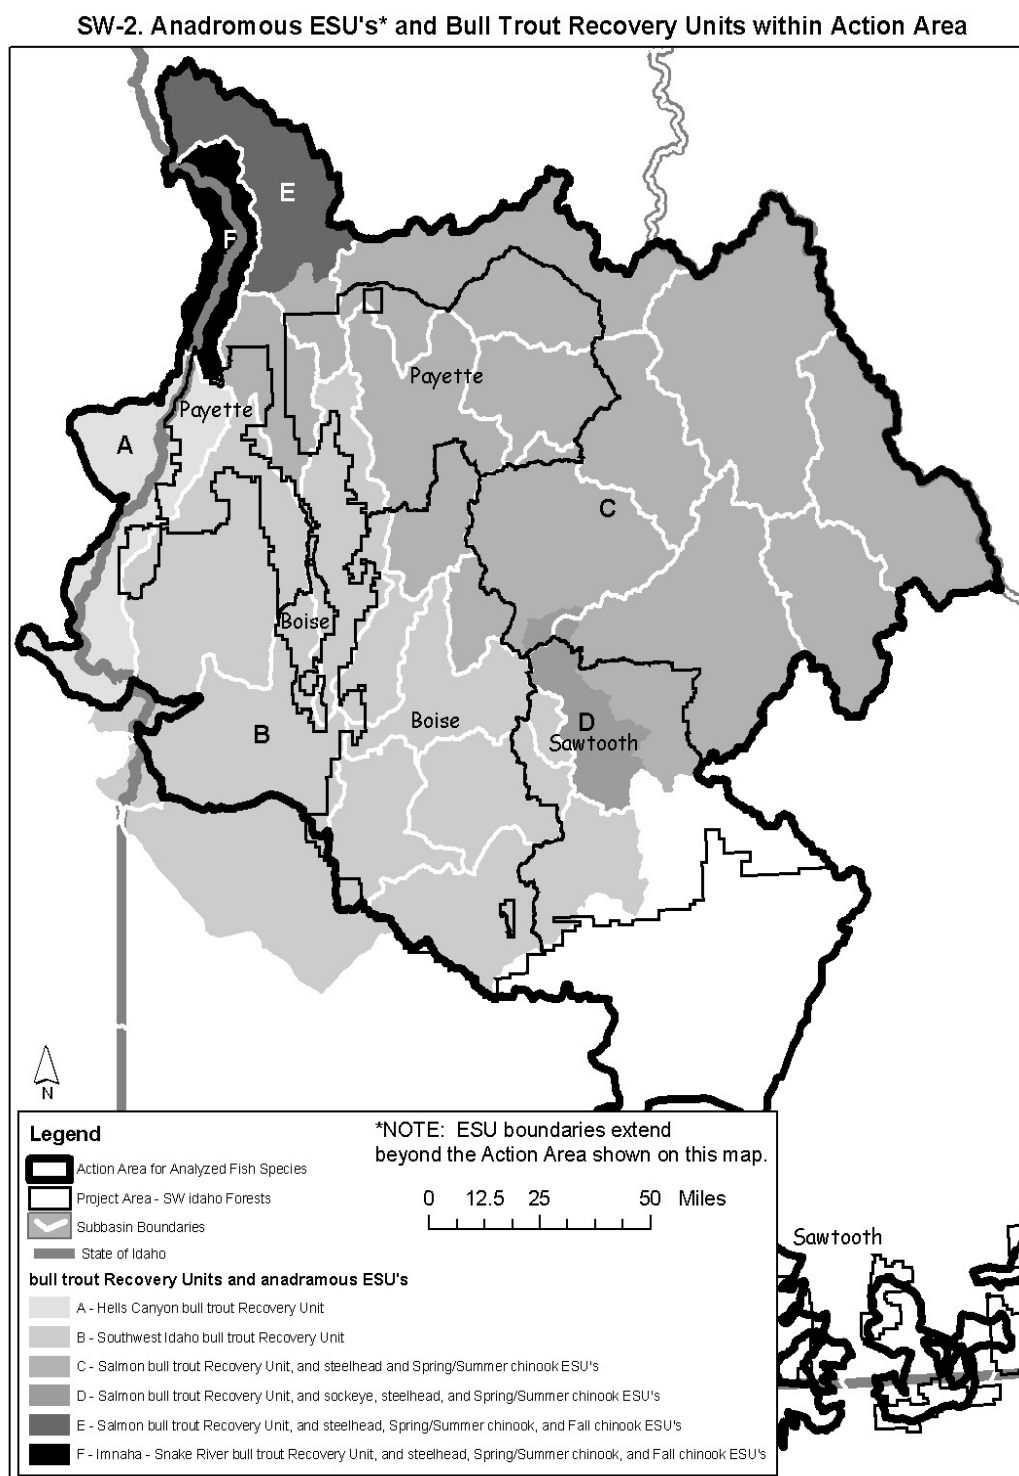 SW-2. Anadromous ESU's* and Bull Trout Recovery Units within Action Area
E
F
Payette
Payette
A
C
Boise
B
Boise
D
Sawtooth
N
Legend
Action Area for Analyzed Fish Species
Project Area - SW idaho Forests
Subbasin Boundaries
State of Idaho
*NOTE: ESU boundaries extend
beyond the Action Area shown on this map.
0 12.5 25 50 Miles
bull trout Recovery Units and anadramous ESU's
A - Hells Canyon bull trout Recovery Unit
B - Southwest Idaho bull trout Recovery Unit
C - Salmon bull trout Recovery Unit, and steelhead and Spring/Summer chinook ESU's
D - Salmon bull trout Recovery Unit, and sockeye, steelhead, and Spring/Summer chinook ESU's
E - Salmon bull trout Recovery Unit, and steelhead, Spring/Summer chinook, and Fall chinook ESU's
F - Imnaha - Snake River bull trout Recovery Unit, and steelhead, Spring/Summer chinook, and Fall chinook ESU's
Sawtooth